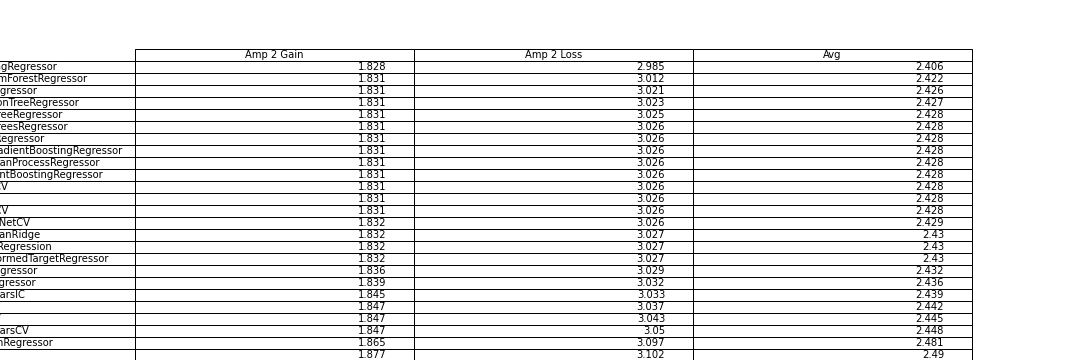 Amp 2 Gain Amp 2 Loss Avg
gRegressor 1.828 2.985 2.406
mForestRegressor 1.831 3.012 2.422
gressor 1.831 3.021 2.426
onTreeRegressor 1.831 3.023 2.427
reeRegressor 1.831 3.025 2.428
reesRegressor 1.831 3.026 2.428
Regressor 1.831 3.026 2.428
adientBoostingRegressor 1.831 3.026 2.428
anProcessRegressor 1.831 3.026 2.428
ntBoostingRegressor 1.831 3.026 2.428
CV 1.831 3.026 2.428
1.831 3.026 2.428
CV 1.831 3.026 2.428
NetCV 1.832 3.026 2.429
anRidge 1.832 3.027 2.43
Regression 1.832 3.027 2.43
ormedTargetRegressor 1.832 3.027 2.43
gressor 1.836 3.029 2.432
gressor 1.839 3.032 2.436
arsIC 1.845 3.033 2.439
1.847 3.037 2.442
1.847 3.043 2.445
arsCV 1.847 3.05 2.448
nRegressor 1.865 3.097 2.481
1.877 3.102 2.49